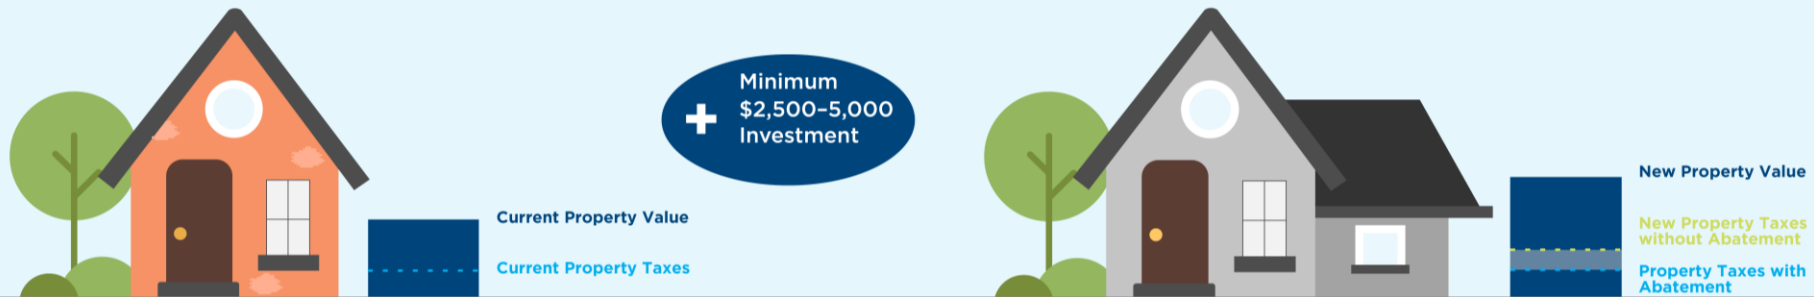 Current Property Value
Current Property Taxes
Minimum
$2,500–5,000
Investment
New Property Value
New Property Taxes
without Abatement
Property Taxes with
Abatement